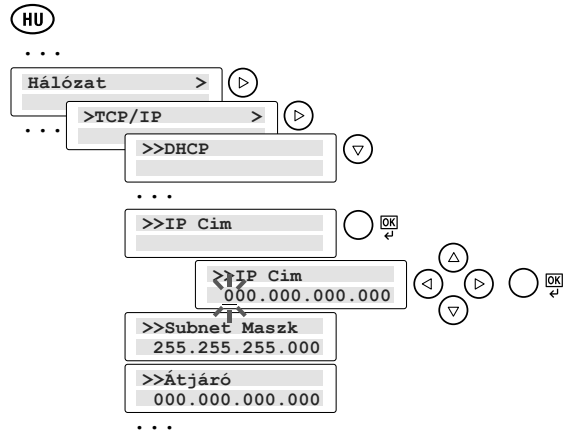 HU
...
Hálózat >
... >TCP/IP >
>>DHCP
...
>>IP Cim OK
>>IP Cim
000.000.000.000 OK
>>Subnet Maszk
255.255.255.000
>>Átjáró
000.000.000.000
...